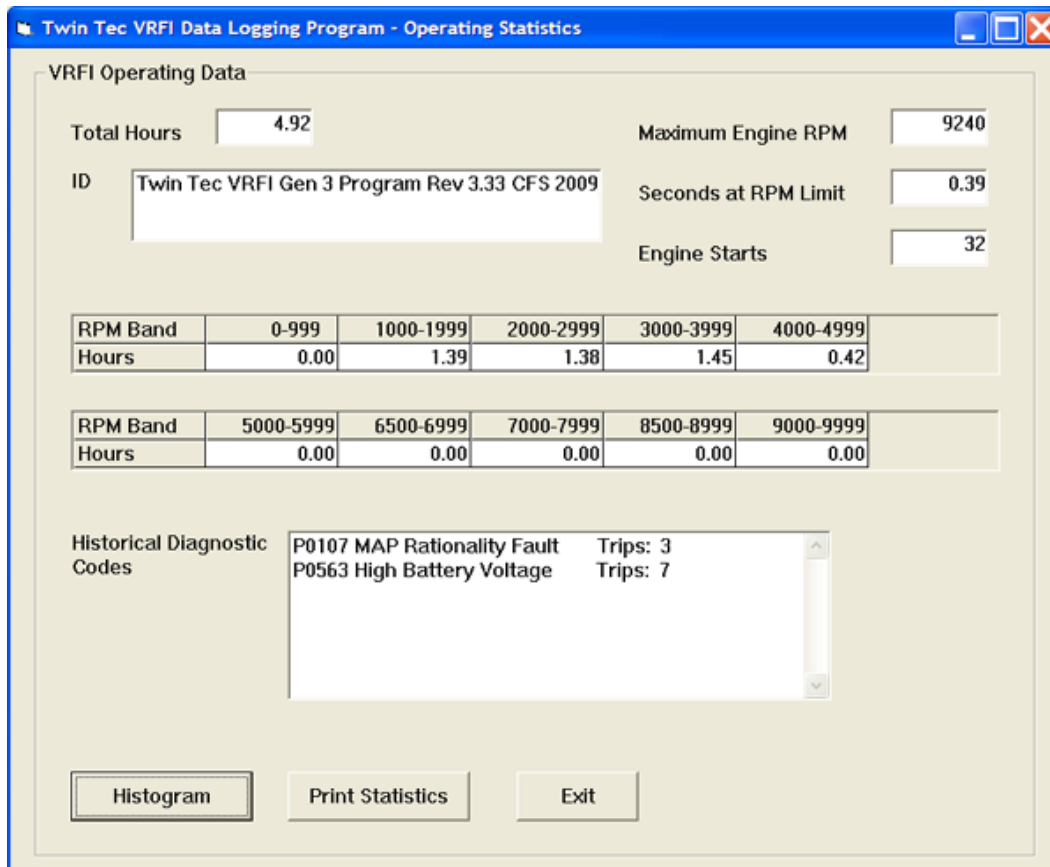 Twin Tec VRFI Data Logging Program - Operating Statistics
VRFI Operating Data
Total Hours 4.92
Maximum Engine RPM 9240
ID Twin Tec VRFI Gen 3 Program Rev 3.33 CFS 2009
Seconds at RPM Limit 0.39
Engine Starts 32
RPM Band 0-999 1000-1999 2000-2999 3000-3999 4000-4999
Hours 0.00 1.39 1.38 1.45 0.42
RPM Band 5000-5999 6500-6999 7000-7999 8500-8999 9000-9999
Hours 0.00 0.00 0.00 0.00 0.00
Historical Diagnostic Codes
P0107 MAP Rationality Fault Trips: 3
P0563 High Battery Voltage Trips: 7
Histogram Print Statistics Exit